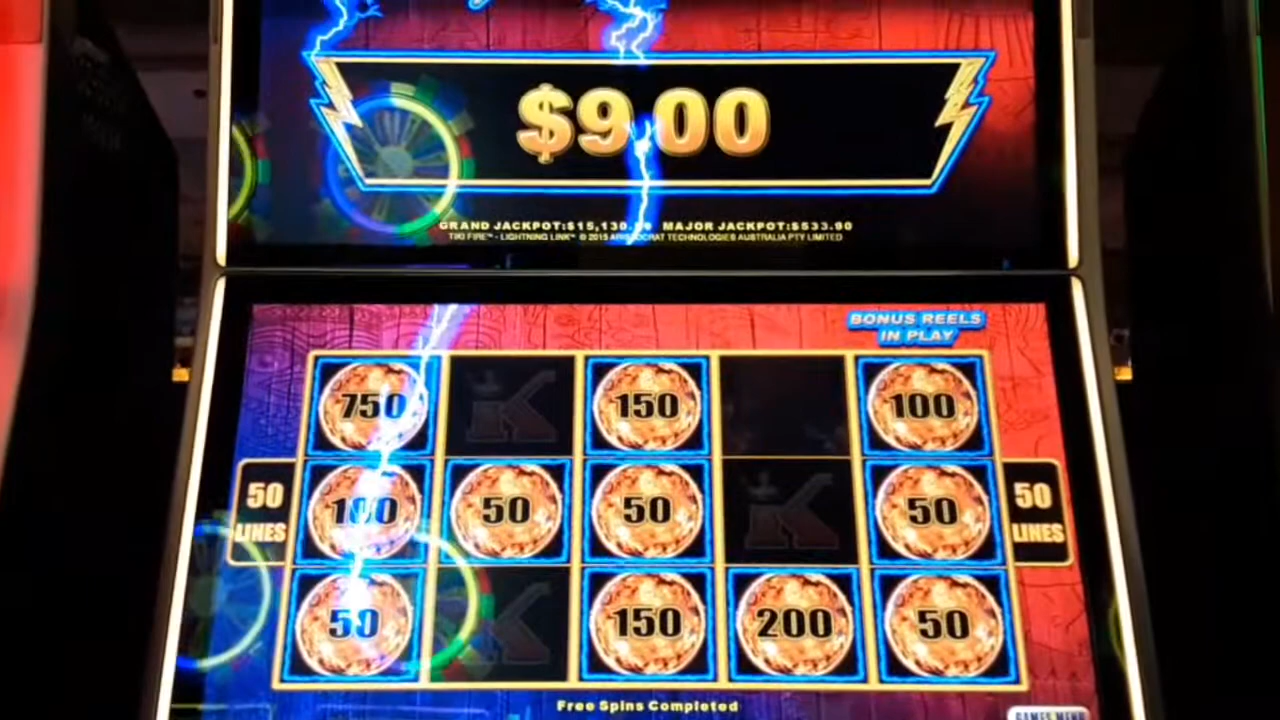 $9.00
GRAND JACKPOT:$15,130. MAJOR JACKPOT:$533.90
TIKI FIRE™ - LIGHTNING LINK™ © 2015 ARISTOCRAT TECHNOLOGIES AUSTRALIA PTY LIMITED
BONUS REELS
IN PLAY
750 150 100
50 LINES
100 50 50 50
50 LINES
50 150 200 50
K
K
K
Free Spins Completed
GAMES MENU